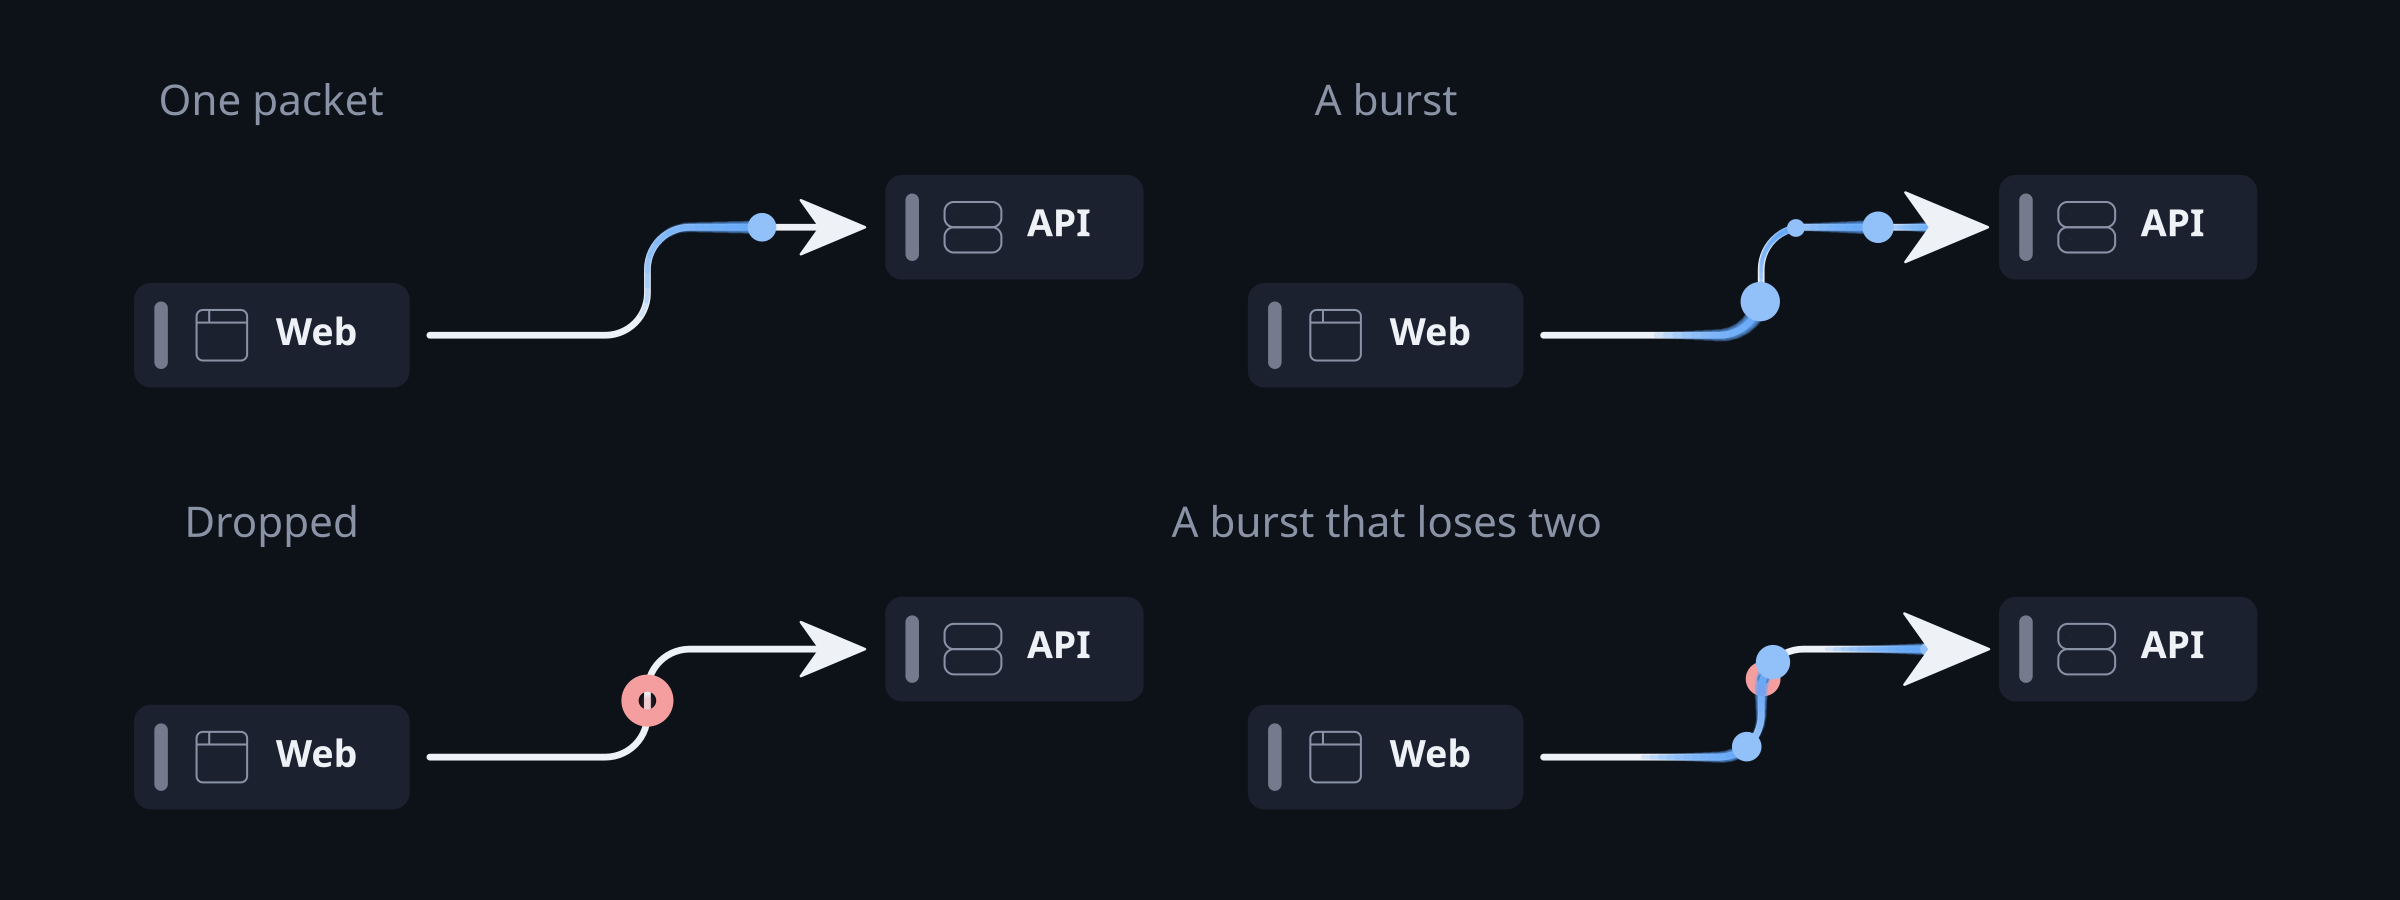 One packet
A burst
API
API
Web
Web
Dropped
A burst that loses two
API
API
Web
Web